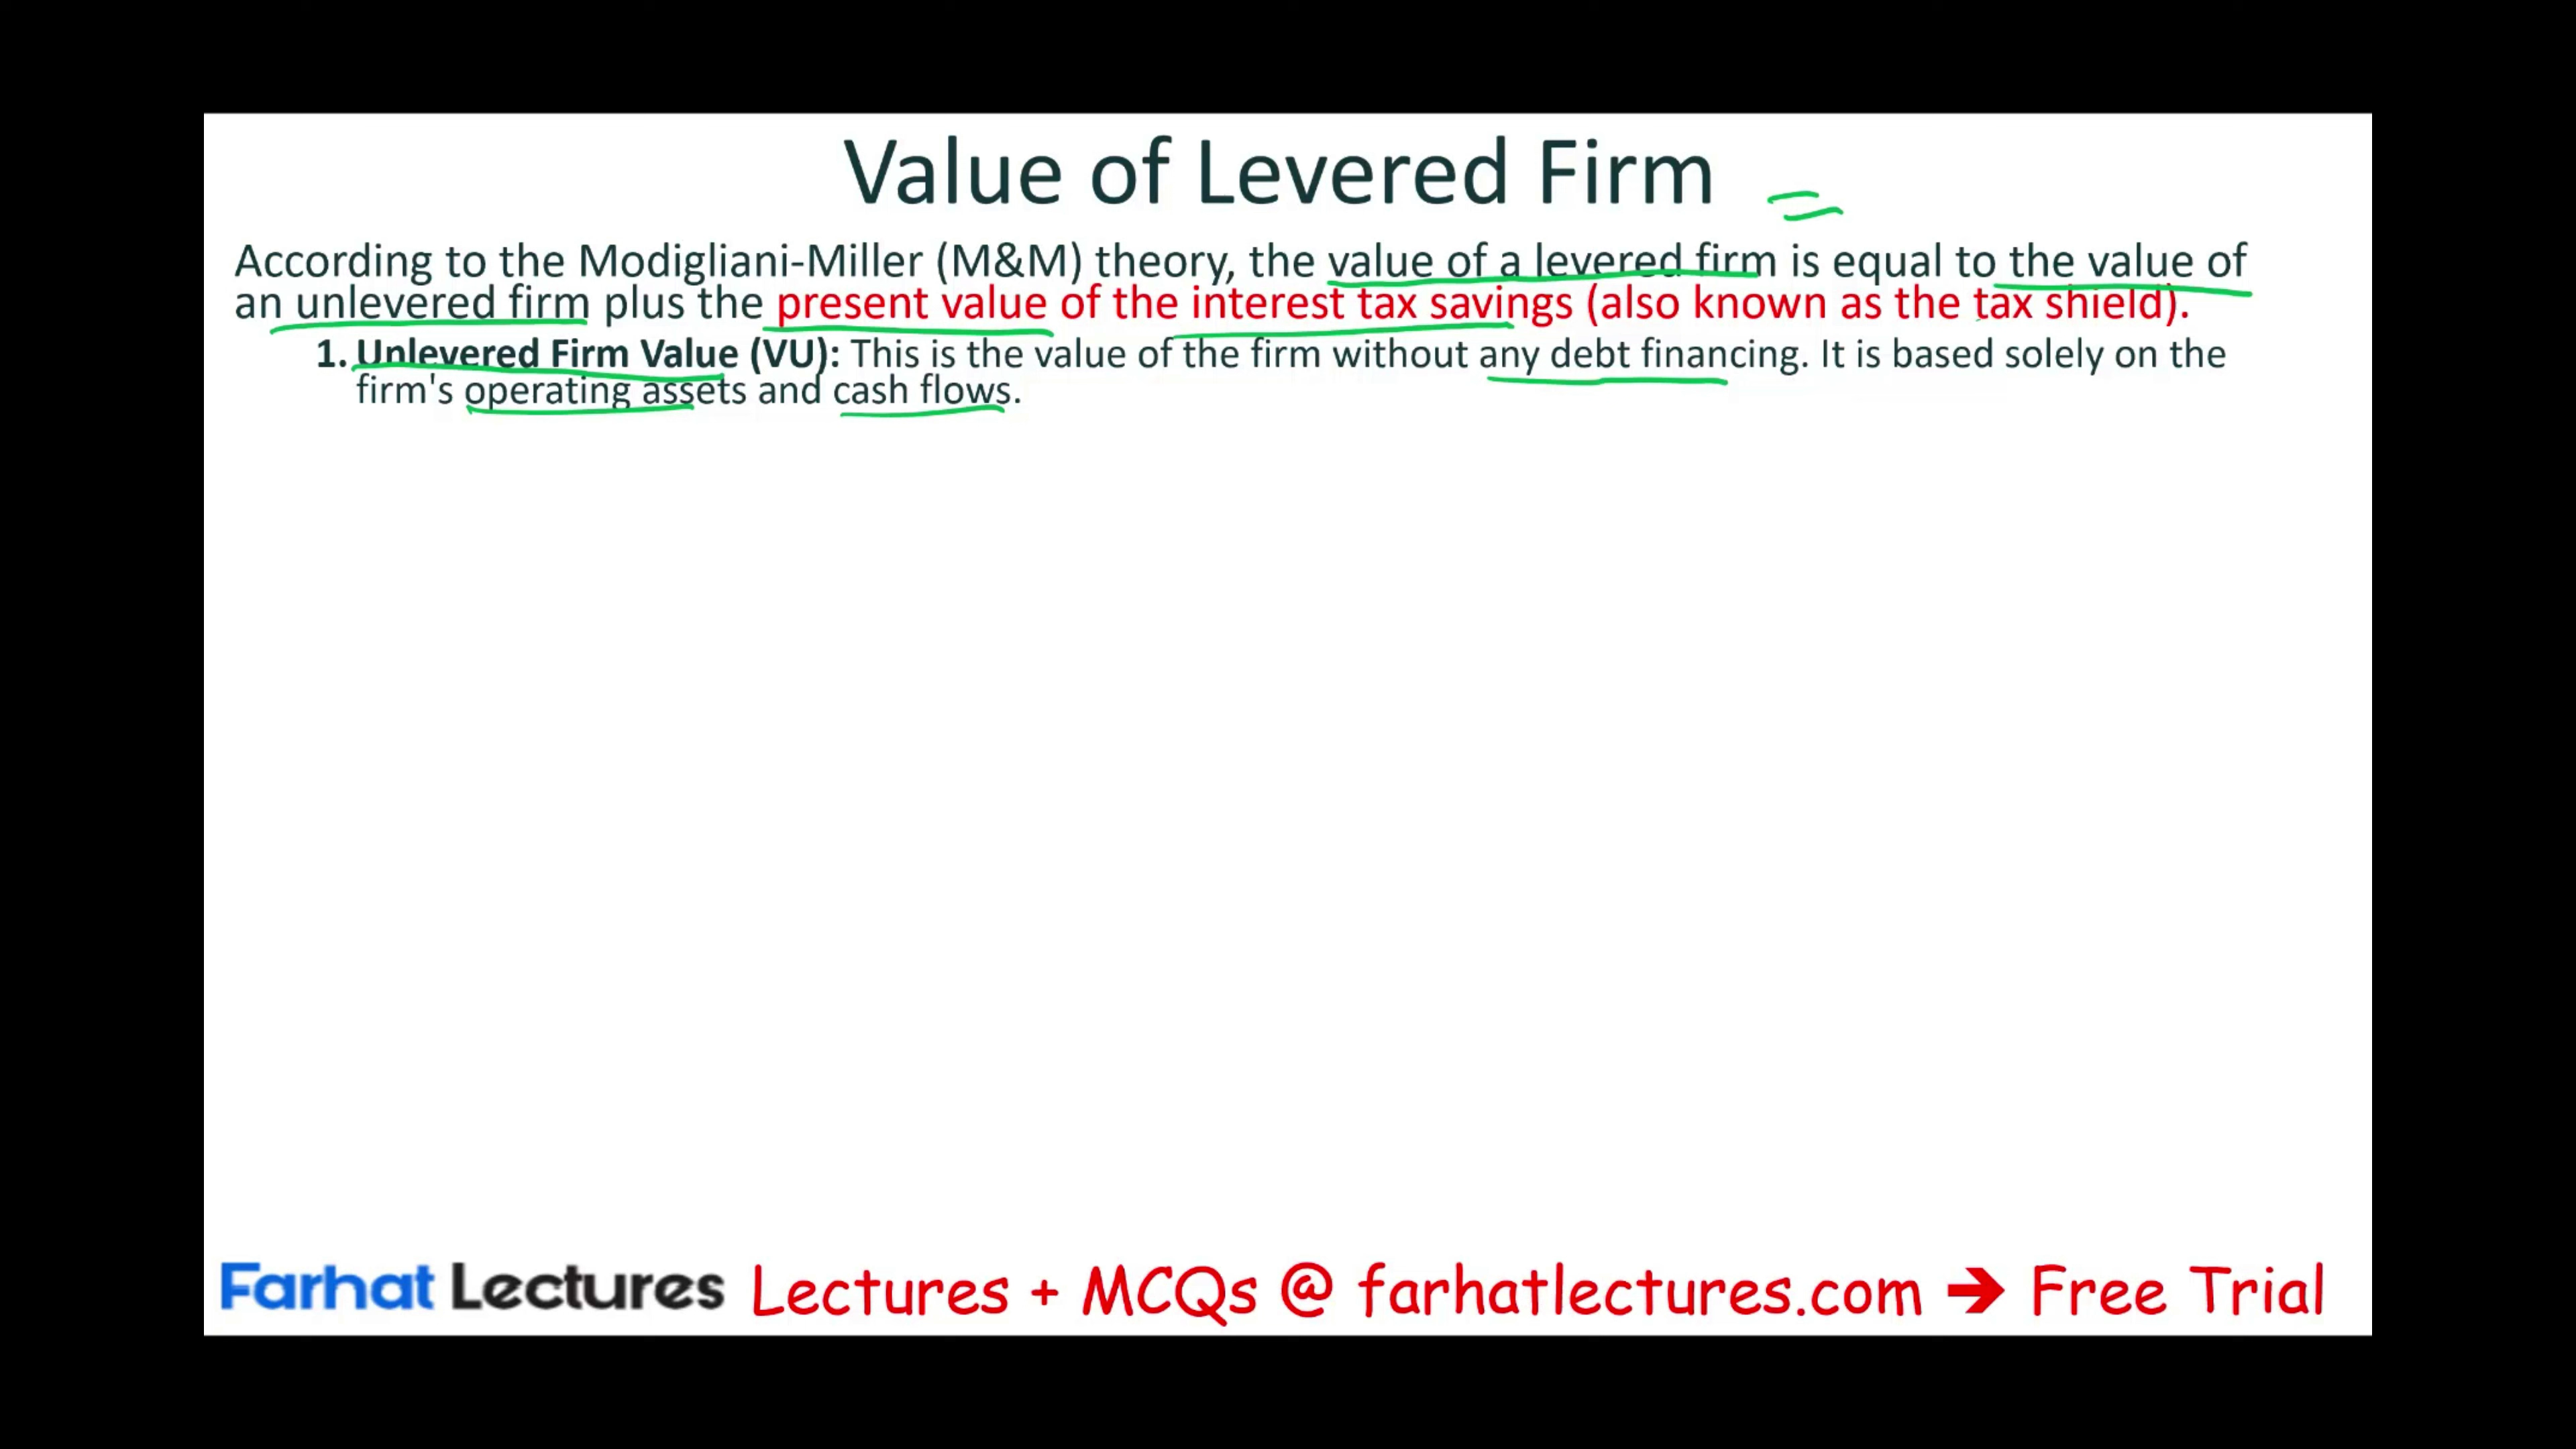 Value of Levered Firm
According to the Modigliani-Miller (M&M) theory, the value of a levered firm is equal to the value of
an unlevered firm plus the present value of the interest tax savings (also known as the tax shield).
1. Unlevered Firm Value (VU): This is the value of the firm without any debt financing. It is based solely on the
firm's operating assets and cash flows.
Farhat Lectures Lectures + MCQs @ farhatlectures.com → Free Trial